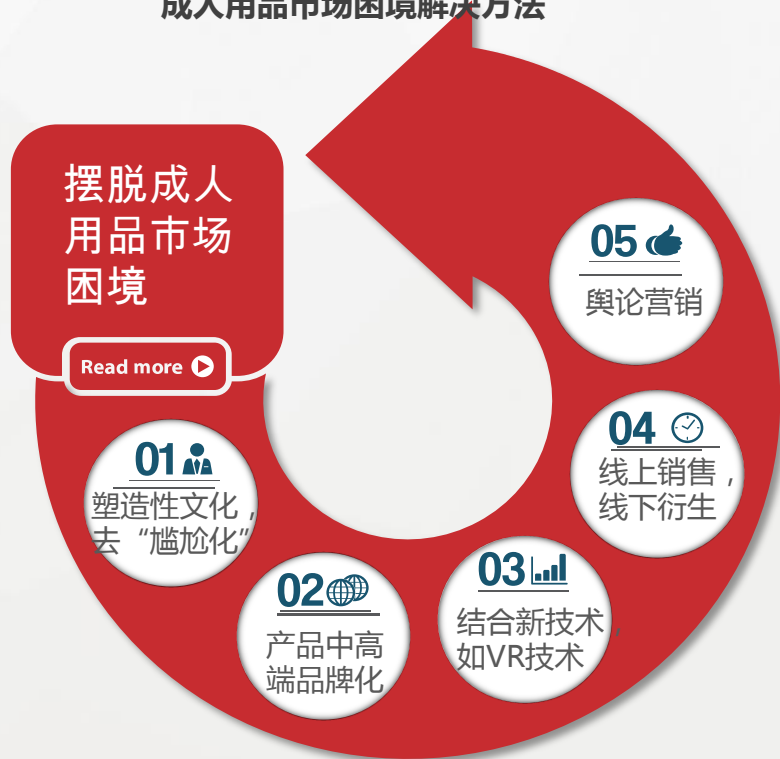 成人用品市场困境解决方法
摆脱成人
用品市场
困境
Read more
01
塑造性文化，
去“尴尬化”
02
产品中高
端品牌化
03
结合新技术，
如VR技术
04
线上销售，
线下衍生
05
舆论营销